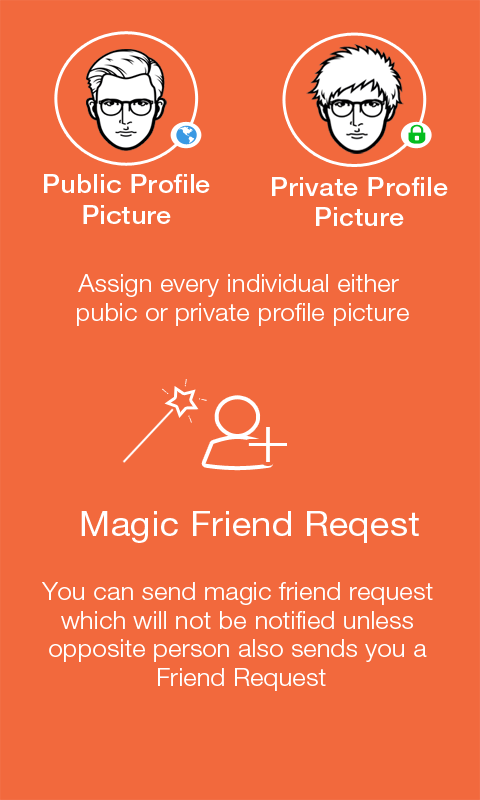 Public Profile
Picture
Private Profile
Picture
Assign every individual either
pubic or private profile picture
Magic Friend Reqest
You can send magic friend request
which will not be notified unless
opposite person also sends you a
Friend Request